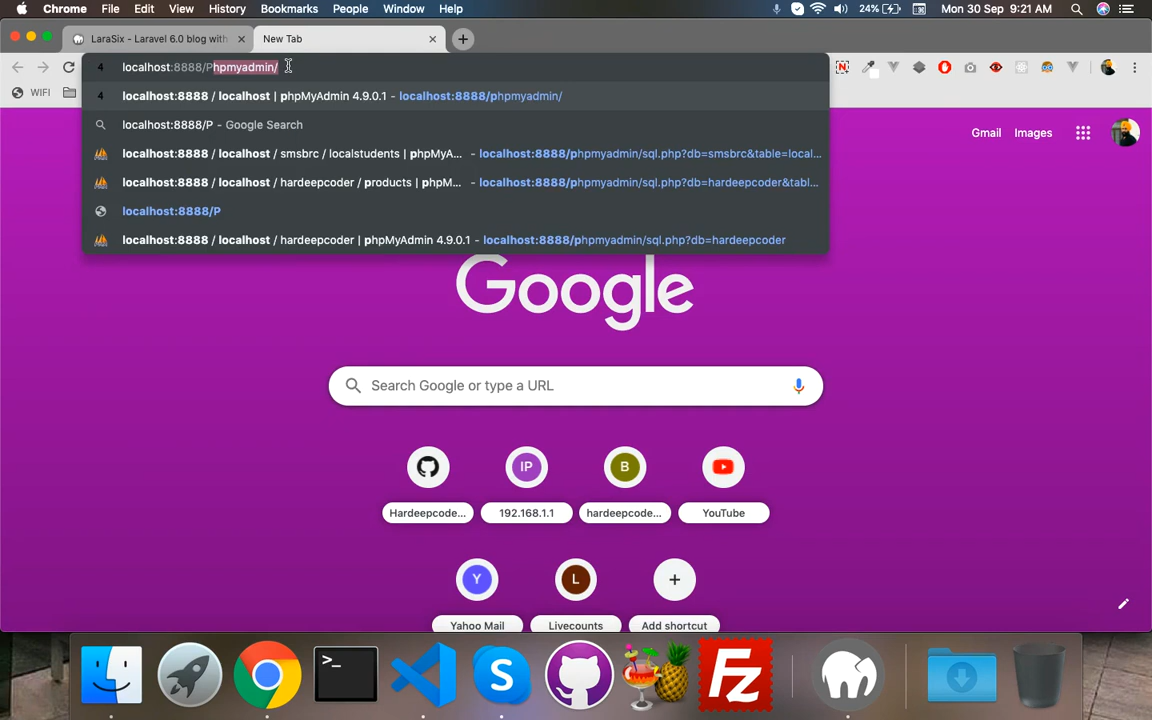 Chrome File Edit View History Bookmarks People Window Help 24% Mon 30 Sep 9:21 AM
LaraSix - Laravel 6.0 blog with New Tab
4 localhost:8888/Phpmyadmin/
WIFI
4 localhost:8888 / localhost | phpMyAdmin 4.9.0.1 - localhost:8888/phpmyadmin/
localhost:8888/P - Google Search
localhost:8888 / localhost / smsbrc / localstudents | phpMyA... - localhost:8888/phpmyadmin/sql.php?db=smsbrc&table=local...
localhost:8888 / localhost / hardeepcoder / products | phpM... - localhost:8888/phpmyadmin/sql.php?db=hardeepcoder&tabl...
localhost:8888/P
localhost:8888 / localhost / hardeepcoder | phpMyAdmin 4.9.0.1 - localhost:8888/phpmyadmin/sql.php?db=hardeepcoder
Gmail Images
Google
Search Google or type a URL
IP B
Hardeepcode... 192.168.1.1 hardeepcode... YouTube
Y L +
Yahoo Mail Livecounts Add shortcut
>_ S Fz